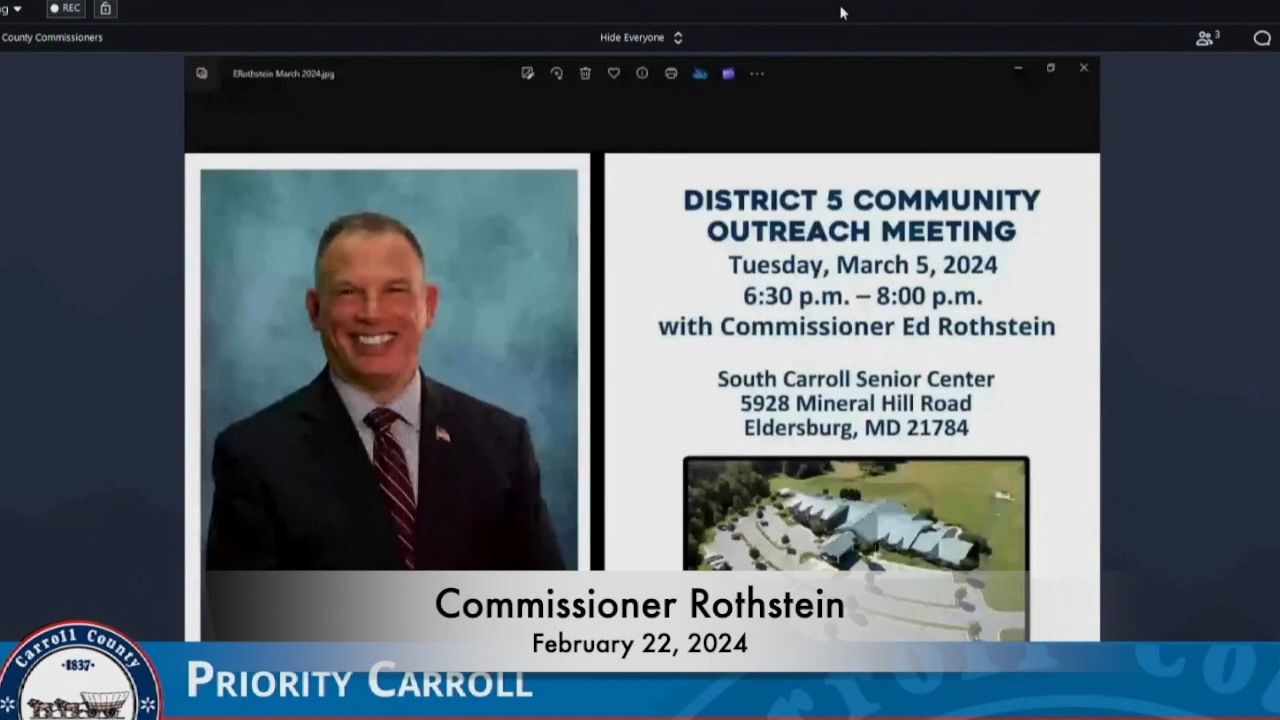 g
REC
County Commissioners
Hide Everyone
3
ERothstein March 2024.jpg
DISTRICT 5 COMMUNITY
OUTREACH MEETING
Tuesday, March 5, 2024
6:30 p.m. – 8:00 p.m.
with Commissioner Ed Rothstein
South Carroll Senior Center
5928 Mineral Hill Road
Eldersburg, MD 21784
Commissioner Rothstein
February 22, 2024
PRIORITY CARROLL
Carroll County
·1837·